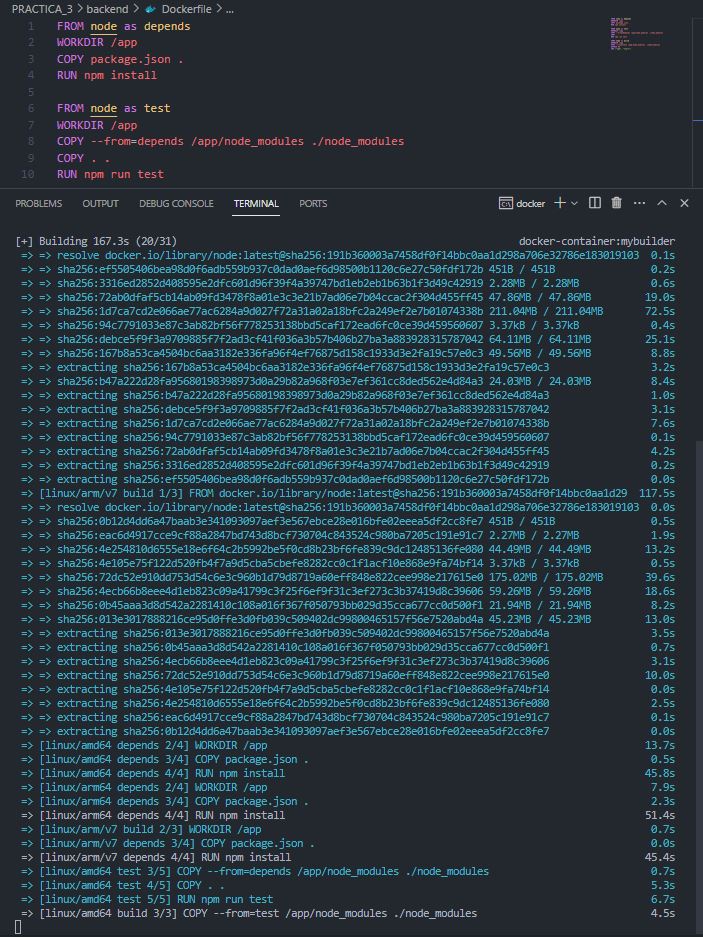 PRACTICA_3 > backend > Dockerfile > ...
1 FROM node as depends
2 WORKDIR /app
3 COPY package.json .
4 RUN npm install
5
6 FROM node as test
7 WORKDIR /app
8 COPY --from=depends /app/node_modules ./node_modules
9 COPY . .
10 RUN npm run test
PROBLEMS OUTPUT DEBUG CONSOLE TERMINAL PORTS docker
[+] Building 167.3s (20/31) docker-container:mybuilder
=> => resolve docker.io/library/node:latest@sha256:191b360003a7458df0f14bbc0aa1d298a706e32786e183019103 0.1s
=> => sha256:ef5505406bea98d0f6adb559b937c0dad0aef6d98500b1120c6e27c50fdf172b 451B / 451B 0.2s
=> => sha256:3316ed2852d408595e2dfc601d96f39f4a39747bd1eb2eb1b63b1f3d49c42919 2.28MB / 2.28MB 0.6s
=> => sha256:72ab0dfaf5cb14ab09fd3478f8a01e3c3e21b7ad06e7b04ccac2f304d455ff45 47.86MB / 47.86MB 19.0s
=> => sha256:1d7ca7cd2e066ae77ac6284a9d027f72a31a02a18bfc2a249ef2e7b01074338b 211.04MB / 211.04MB 72.5s
=> => sha256:94c7791033e87c3ab82bf56f778253138bbd5caf172ead6fc0ce39d459560607 3.37kB / 3.37kB 0.4s
=> => sha256:debce5f9f3a9709885f7f2ad3cf41f036a3b57b406b27ba3a883928315787042 64.11MB / 64.11MB 25.1s
=> => sha256:167b8a53ca4504bc6aa3182e336fa96f4ef76875d158c1933d3e2fa19c57e0c3 49.56MB / 49.56MB 8.8s
=> => extracting sha256:167b8a53ca4504bc6aa3182e336fa96f4ef76875d158c1933d3e2fa19c57e0c3 3.2s
=> => sha256:b47a222d28fa95680198398973d0a29b82a968f03e7ef361cc8ded562e4d84a3 24.03MB / 24.03MB 8.4s
=> => extracting sha256:b47a222d28fa95680198398973d0a29b82a968f03e7ef361cc8ded562e4d84a3 1.0s
=> => extracting sha256:debce5f9f3a9709885f7f2ad3cf41f036a3b57b406b27ba3a883928315787042 3.1s
=> => extracting sha256:1d7ca7cd2e066ae77ac6284a9d027f72a31a02a18bfc2a249ef2e7b01074338b 7.6s
=> => extracting sha256:94c7791033e87c3ab82bf56f778253138bbd5caf172ead6fc0ce39d459560607 0.1s
=> => extracting sha256:72ab0dfaf5cb14ab09fd3478f8a01e3c3e21b7ad06e7b04ccac2f304d455ff45 4.2s
=> => extracting sha256:3316ed2852d408595e2dfc601d96f39f4a39747bd1eb2eb1b63b1f3d49c42919 0.2s
=> => extracting sha256:ef5505406bea98d0f6adb559b937c0dad0aef6d98500b1120c6e27c50fdf172b 0.0s
=> [linux/arm/v7 build 1/3] FROM docker.io/library/node:latest@sha256:191b360003a7458df0f14bbc0aa1d29 117.5s
=> => resolve docker.io/library/node:latest@sha256:191b360003a7458df0f14bbc0aa1d298a706e32786e183019103 0.0s
=> => sha256:0b12d4dd6a47baab3e341093097aef3e567ebce28e016bfe02eeea5df2cc8fe7 451B / 451B 0.5s
=> => sha256:eac6d4917cce9cf88a2847bd743d8bcf730704c843524c980ba7205c191e91c7 2.27MB / 2.27MB 1.9s
=> => sha256:4e254810d6555e18e6f64c2b5992be5f0cd8b23bf6fe839c9dc12485136fe080 44.49MB / 44.49MB 13.2s
=> => sha256:4e105e75f122d520fb4f7a9d5cba5cbefe8282cc0c1f1acf10e868e9fa74bf14 3.37kB / 3.37kB 0.5s
=> => sha256:72dc52e910dd753d54c6e3c960b1d79d8719a60eff848e822cee998e217615e0 175.02MB / 175.02MB 39.6s
=> => sha256:4ecb66b8eee4d1eb823c09a41799c3f25f6ef9f31c3ef273c3b37419d8c39606 59.26MB / 59.26MB 18.6s
=> => sha256:0b45aaa3d8d542a2281410c108a016f367f050793bb029d35cca677cc0d500f1 21.94MB / 21.94MB 8.2s
=> => sha256:013e3017888216ce95d0ffe3d0fb039c509402dc99800465157f56e7520abd4a 45.23MB / 45.23MB 13.0s
=> => extracting sha256:013e3017888216ce95d0ffe3d0fb039c509402dc99800465157f56e7520abd4a 3.5s
=> => extracting sha256:0b45aaa3d8d542a2281410c108a016f367f050793bb029d35cca677cc0d500f1 0.7s
=> => extracting sha256:4ecb66b8eee4d1eb823c09a41799c3f25f6ef9f31c3ef273c3b37419d8c39606 3.1s
=> => extracting sha256:72dc52e910dd753d54c6e3c960b1d79d8719a60eff848e822cee998e217615e0 10.0s
=> => extracting sha256:4e105e75f122d520fb4f7a9d5cba5cbefe8282cc0c1f1acf10e868e9fa74bf14 0.0s
=> => extracting sha256:4e254810d6555e18e6f64c2b5992be5f0cd8b23bf6fe839c9dc12485136fe080 2.5s
=> => extracting sha256:eac6d4917cce9cf88a2847bd743d8bcf730704c843524c980ba7205c191e91c7 0.1s
=> => extracting sha256:0b12d4dd6a47baab3e341093097aef3e567ebce28e016bfe02eeea5df2cc8fe7 0.0s
=> [linux/amd64 depends 2/4] WORKDIR /app 13.7s
=> [linux/amd64 depends 3/4] COPY package.json . 0.5s
=> [linux/amd64 depends 4/4] RUN npm install 45.8s
=> [linux/arm64 depends 2/4] WORKDIR /app 7.9s
=> [linux/arm64 depends 3/4] COPY package.json . 2.3s
=> [linux/arm64 depends 4/4] RUN npm install 51.4s
=> [linux/arm/v7 build 2/3] WORKDIR /app 0.7s
=> [linux/arm/v7 depends 3/4] COPY package.json . 0.0s
=> [linux/arm/v7 depends 4/4] RUN npm install 45.4s
=> [linux/amd64 test 3/5] COPY --from=depends /app/node_modules ./node_modules 0.7s
=> [linux/amd64 test 4/5] COPY . . 5.3s
=> [linux/amd64 test 5/5] RUN npm run test 6.7s
=> [linux/amd64 build 3/3] COPY --from=test /app/node_modules ./node_modules 4.5s